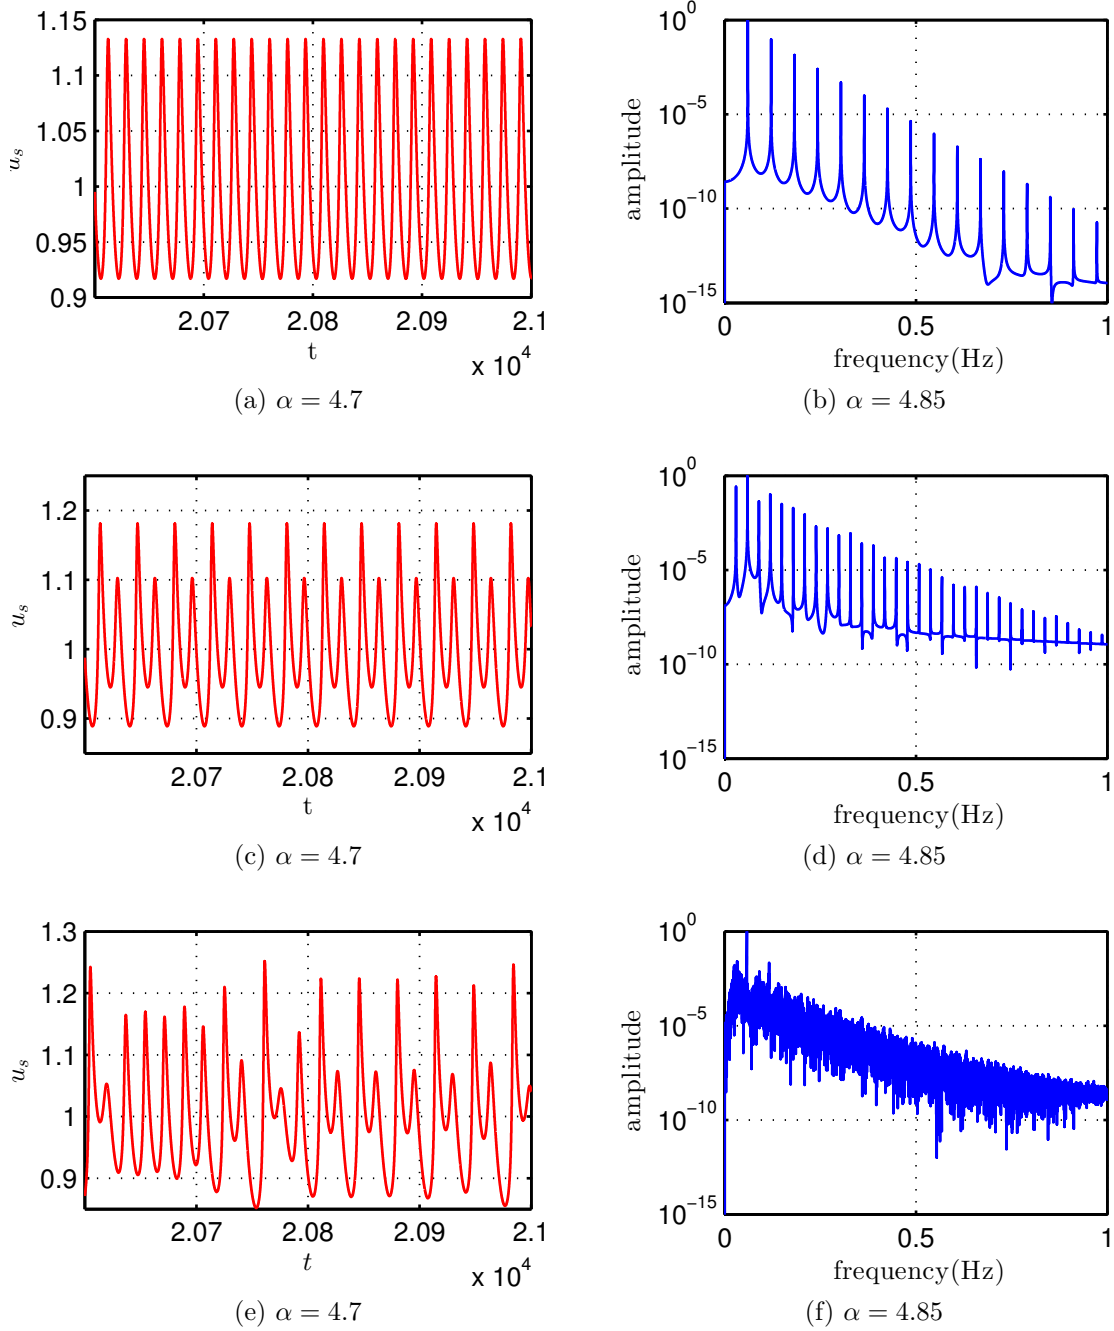 1.15
1.1
1.05
1
0.95
0.9
u_s
2.07 2.08 2.09 2.1
t
x 10^4
(a) α = 4.7
10^0
10^-5
10^-10
10^-15
amplitude
0 0.5 1
frequency(Hz)
(b) α = 4.85
1.2
1.1
1
0.9
u_s
2.07 2.08 2.09 2.1
t
x 10^4
(c) α = 4.7
10^0
10^-5
10^-10
10^-15
amplitude
0 0.5 1
frequency(Hz)
(d) α = 4.85
1.3
1.2
1.1
1
0.9
u_s
2.07 2.08 2.09 2.1
t
x 10^4
(e) α = 4.7
10^0
10^-5
10^-10
10^-15
amplitude
0 0.5 1
frequency(Hz)
(f) α = 4.85